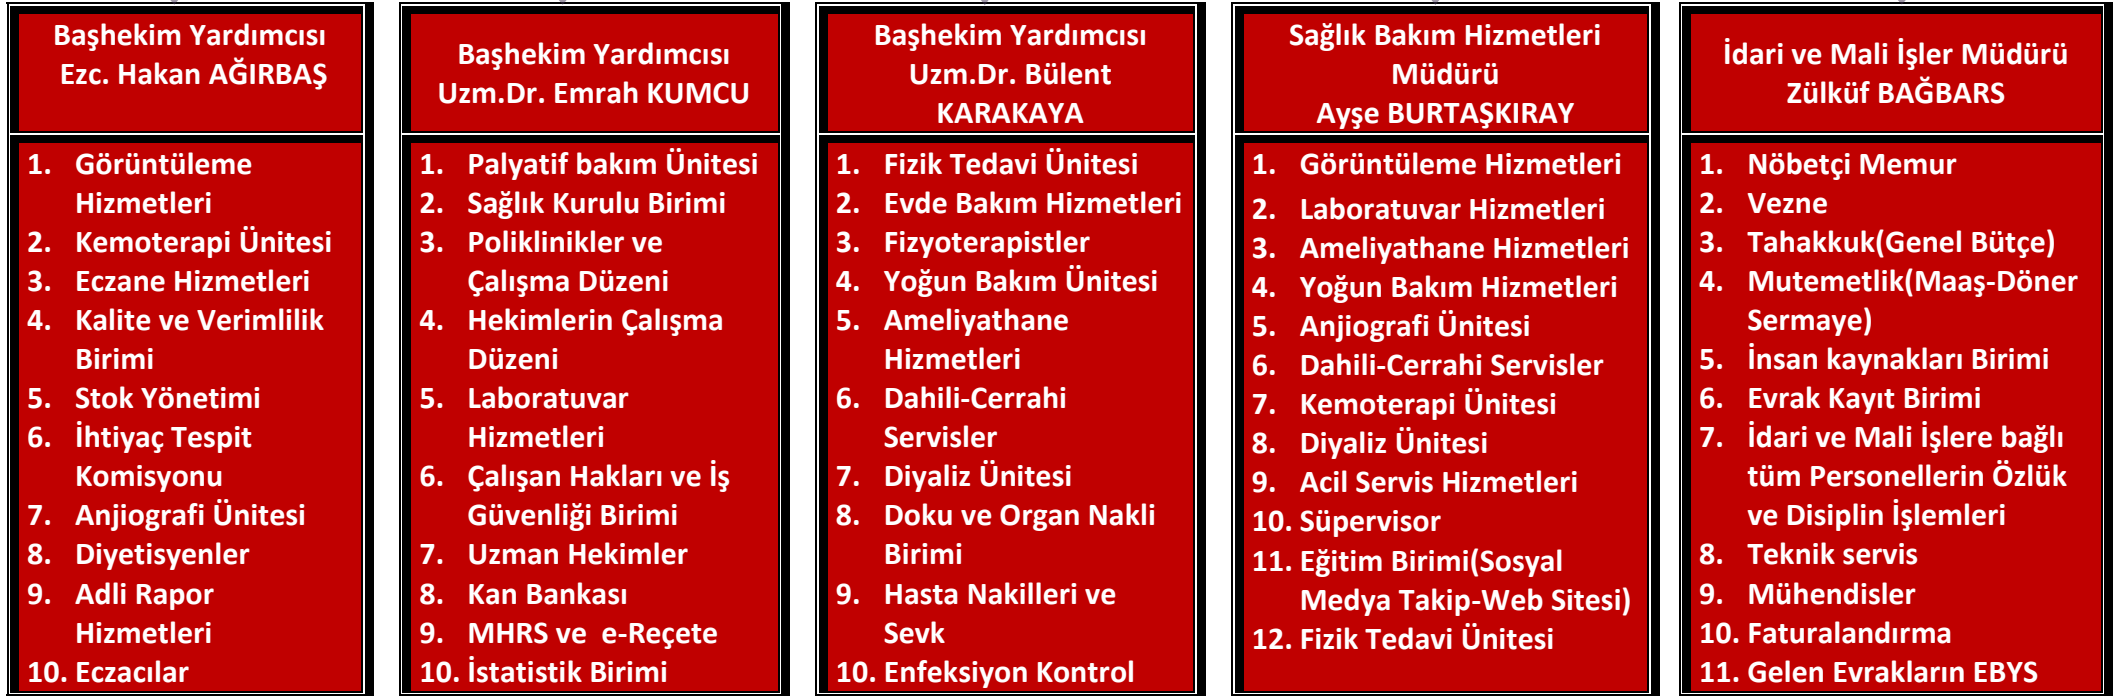 Başhekim Yardımcısı
Ezc. Hakan AĞIRBAŞ
1. Görüntüleme
Hizmetleri
2. Kemoterapi Ünitesi
3. Eczane Hizmetleri
4. Kalite ve Verimlilik
Birimi
5. Stok Yönetimi
6. İhtiyaç Tespit
Komisyonu
7. Anjiografi Ünitesi
8. Diyetisyenler
9. Adli Rapor
Hizmetleri
10. Eczacılar
Başhekim Yardımcısı
Uzm.Dr. Emrah KUMCU
1. Palyatif bakım Ünitesi
2. Sağlık Kurulu Birimi
3. Poliklinikler ve
Çalışma Düzeni
4. Hekimlerin Çalışma
Düzeni
5. Laboratuvar
Hizmetleri
6. Çalışan Hakları ve İş
Güvenliği Birimi
7. Uzman Hekimler
8. Kan Bankası
9. MHRS ve e-Reçete
10. İstatistik Birimi
Başhekim Yardımcısı
Uzm.Dr. Bülent
KARAKAYA
1. Fizik Tedavi Ünitesi
2. Evde Bakım Hizmetleri
3. Fizyoterapistler
4. Yoğun Bakım Ünitesi
5. Ameliyathane
Hizmetleri
6. Dahili-Cerrahi
Servisler
7. Diyaliz Ünitesi
8. Doku ve Organ Nakli
Birimi
9. Hasta Nakilleri ve
Sevk
10. Enfeksiyon Kontrol
Sağlık Bakım Hizmetleri
Müdürü
Ayşe BURTAŞKIRAY
1. Görüntüleme Hizmetleri
2. Laboratuvar Hizmetleri
3. Ameliyathane Hizmetleri
4. Yoğun Bakım Hizmetleri
5. Anjiografi Ünitesi
6. Dahili-Cerrahi Servisler
7. Kemoterapi Ünitesi
8. Diyaliz Ünitesi
9. Acil Servis Hizmetleri
10. Süpervisor
11. Eğitim Birimi(Sosyal
Medya Takip-Web Sitesi)
12. Fizik Tedavi Ünitesi
İdari ve Mali İşler Müdürü
Zülküf BAĞBARS
1. Nöbetçi Memur
2. Vezne
3. Tahakkuk(Genel Bütçe)
4. Mutemetlik(Maaş-Döner
Sermaye)
5. İnsan kaynakları Birimi
6. Evrak Kayıt Birimi
7. İdari ve Mali İşlere bağlı
tüm Personellerin Özlük
ve Disiplin İşlemleri
8. Teknik servis
9. Mühendisler
10. Faturalandırma
11. Gelen Evrakların EBYS